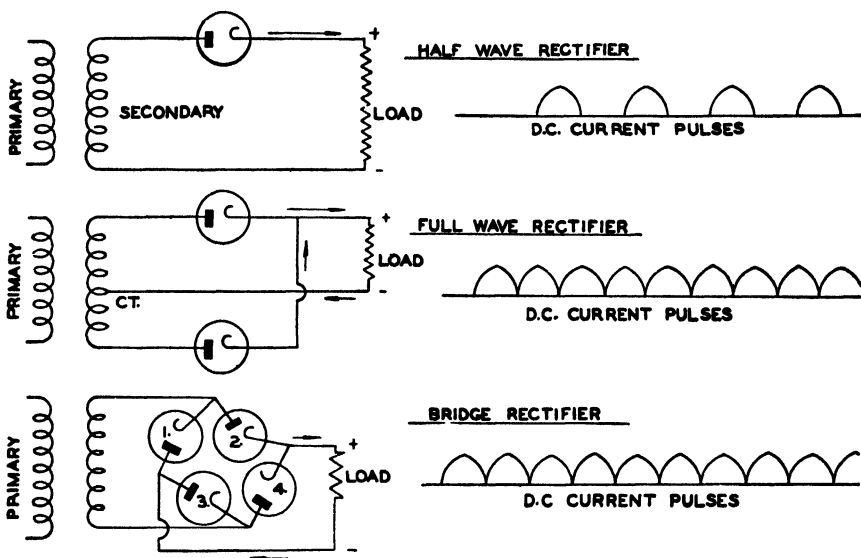 PRIMARY
SECONDARY
+
LOAD
-
HALF WAVE RECTIFIER
D.C. CURRENT PULSES
PRIMARY
CT.
+
LOAD
-
FULL WAVE RECTIFIER
D.C. CURRENT PULSES
PRIMARY
1.
2.
3.
4.
+
LOAD
-
BRIDGE RECTIFIER
D.C CURRENT PULSES